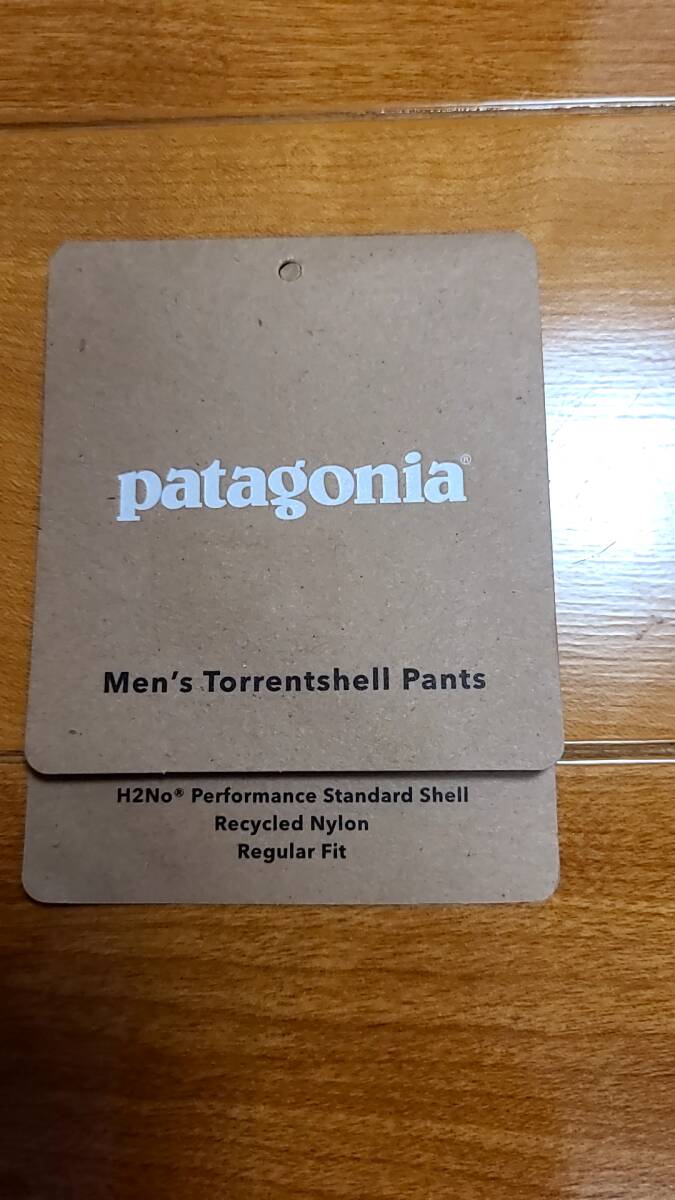 patagonia®
Men's Torrentshell Pants
H2No® Performance Standard Shell
Recycled Nylon
Regular Fit